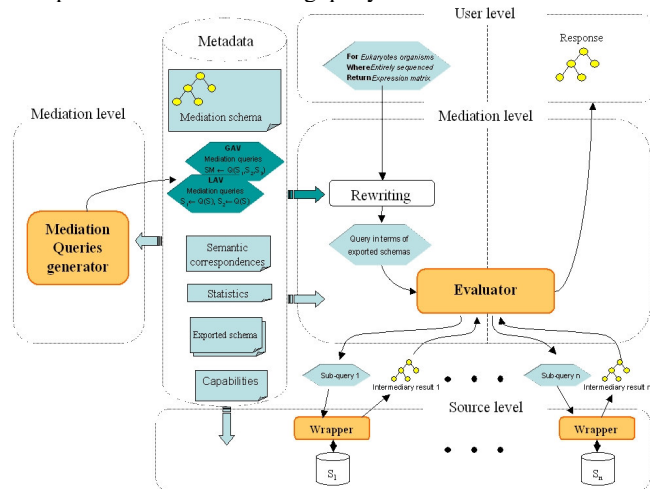 User level
Metadata
For Eukaryotes organisms
Where Entirely sequenced
Return Expression matrix
Response
Mediation schema
Mediation level
Mediation level
GAV
Mediation queries
LAV
Mediation queries
S₁← Q(S), S₂← Q(S)
Rewriting
Mediation
Queries
generator
Semantic
correspondences
Query in terms of
exported schemas
Statistics
Evaluator
Exported schema
Capabilities
Sub-query 1
Intermediary result 1
Sub-query n
Intermediary result n
Source level
Wrapper
Wrapper
S₁
Sₙ